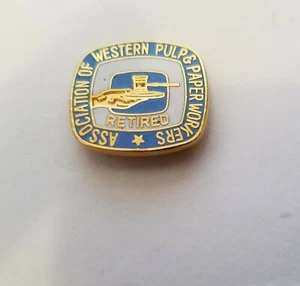 ASSOCIATION OF WESTERN PULP & PAPER WORKERS
RETIRED